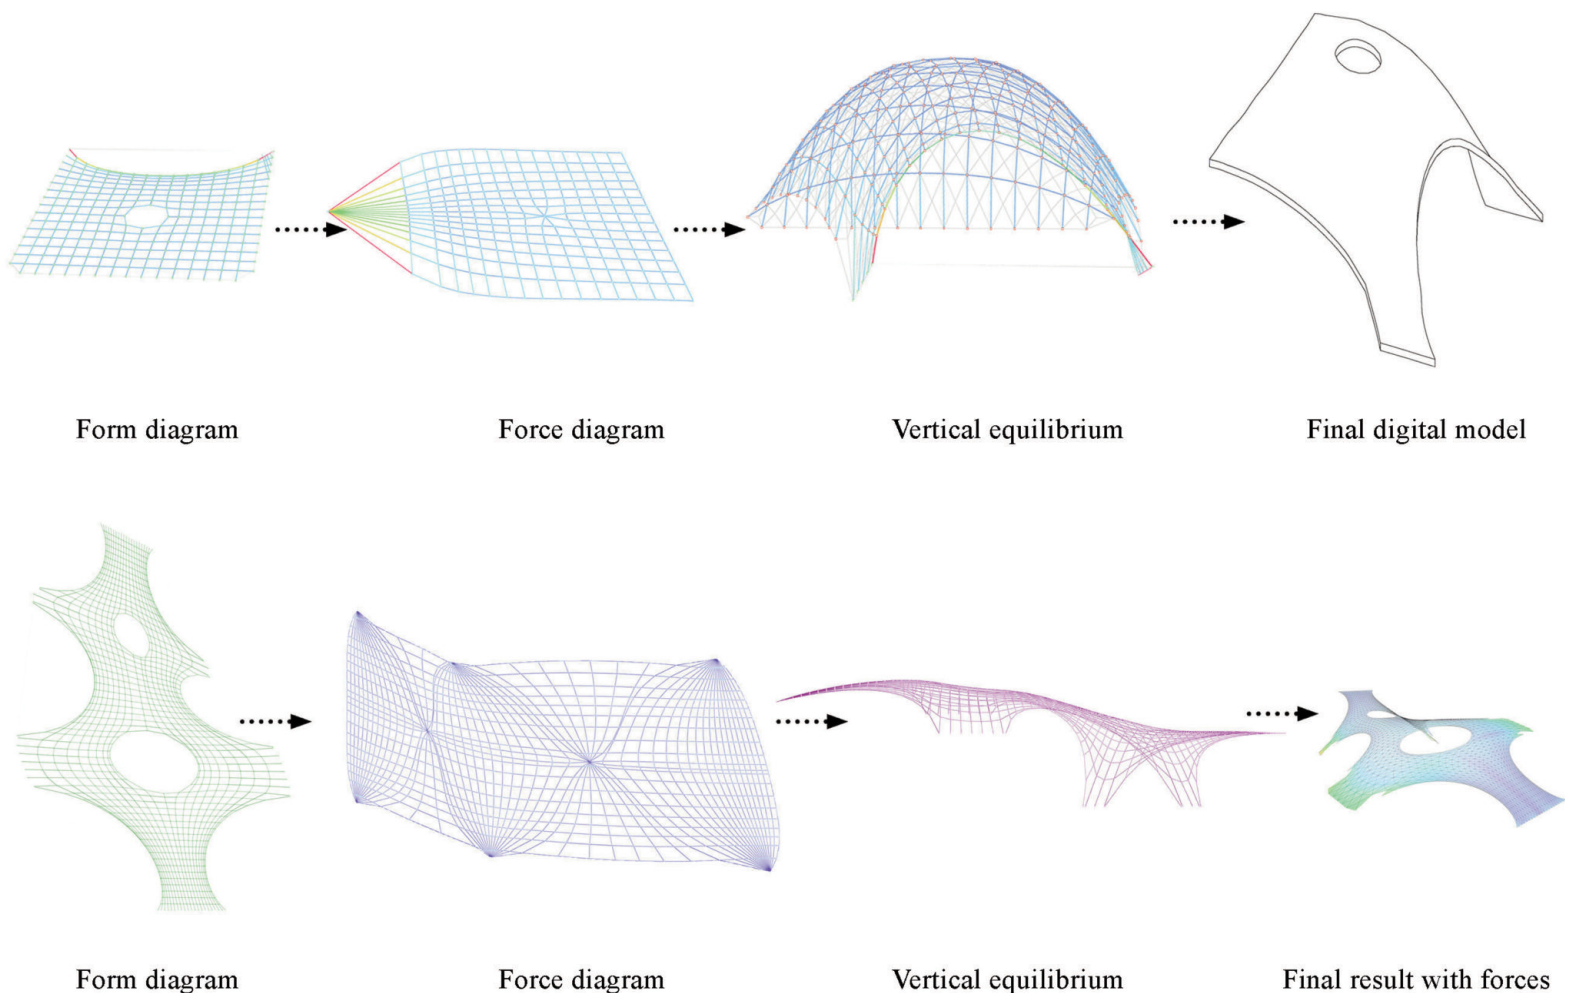 Form diagram
Force diagram
Vertical equilibrium
Final digital model
Form diagram
Force diagram
Vertical equilibrium
Final result with forces